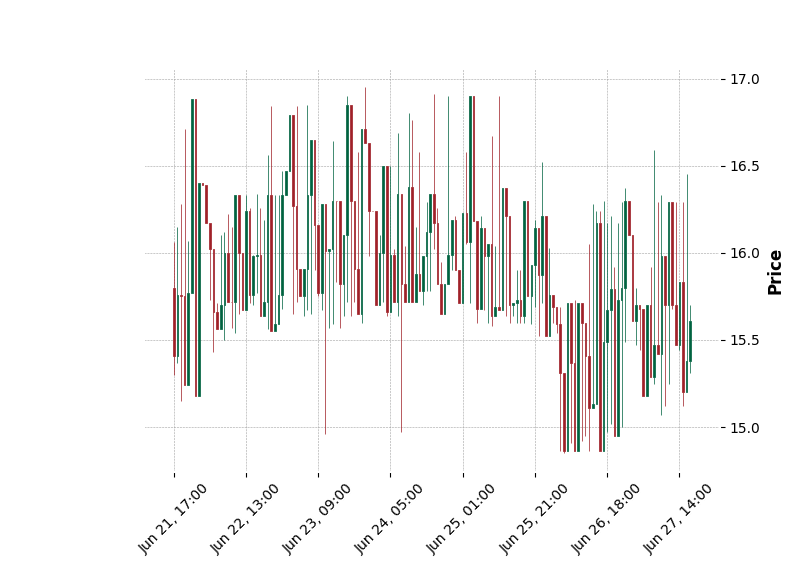 17.0
16.5
16.0
15.5
15.0
Price
Jun 21, 17:00
Jun 22, 13:00
Jun 23, 09:00
Jun 24, 05:00
Jun 25, 01:00
Jun 25, 21:00
Jun 26, 18:00
Jun 27, 14:00